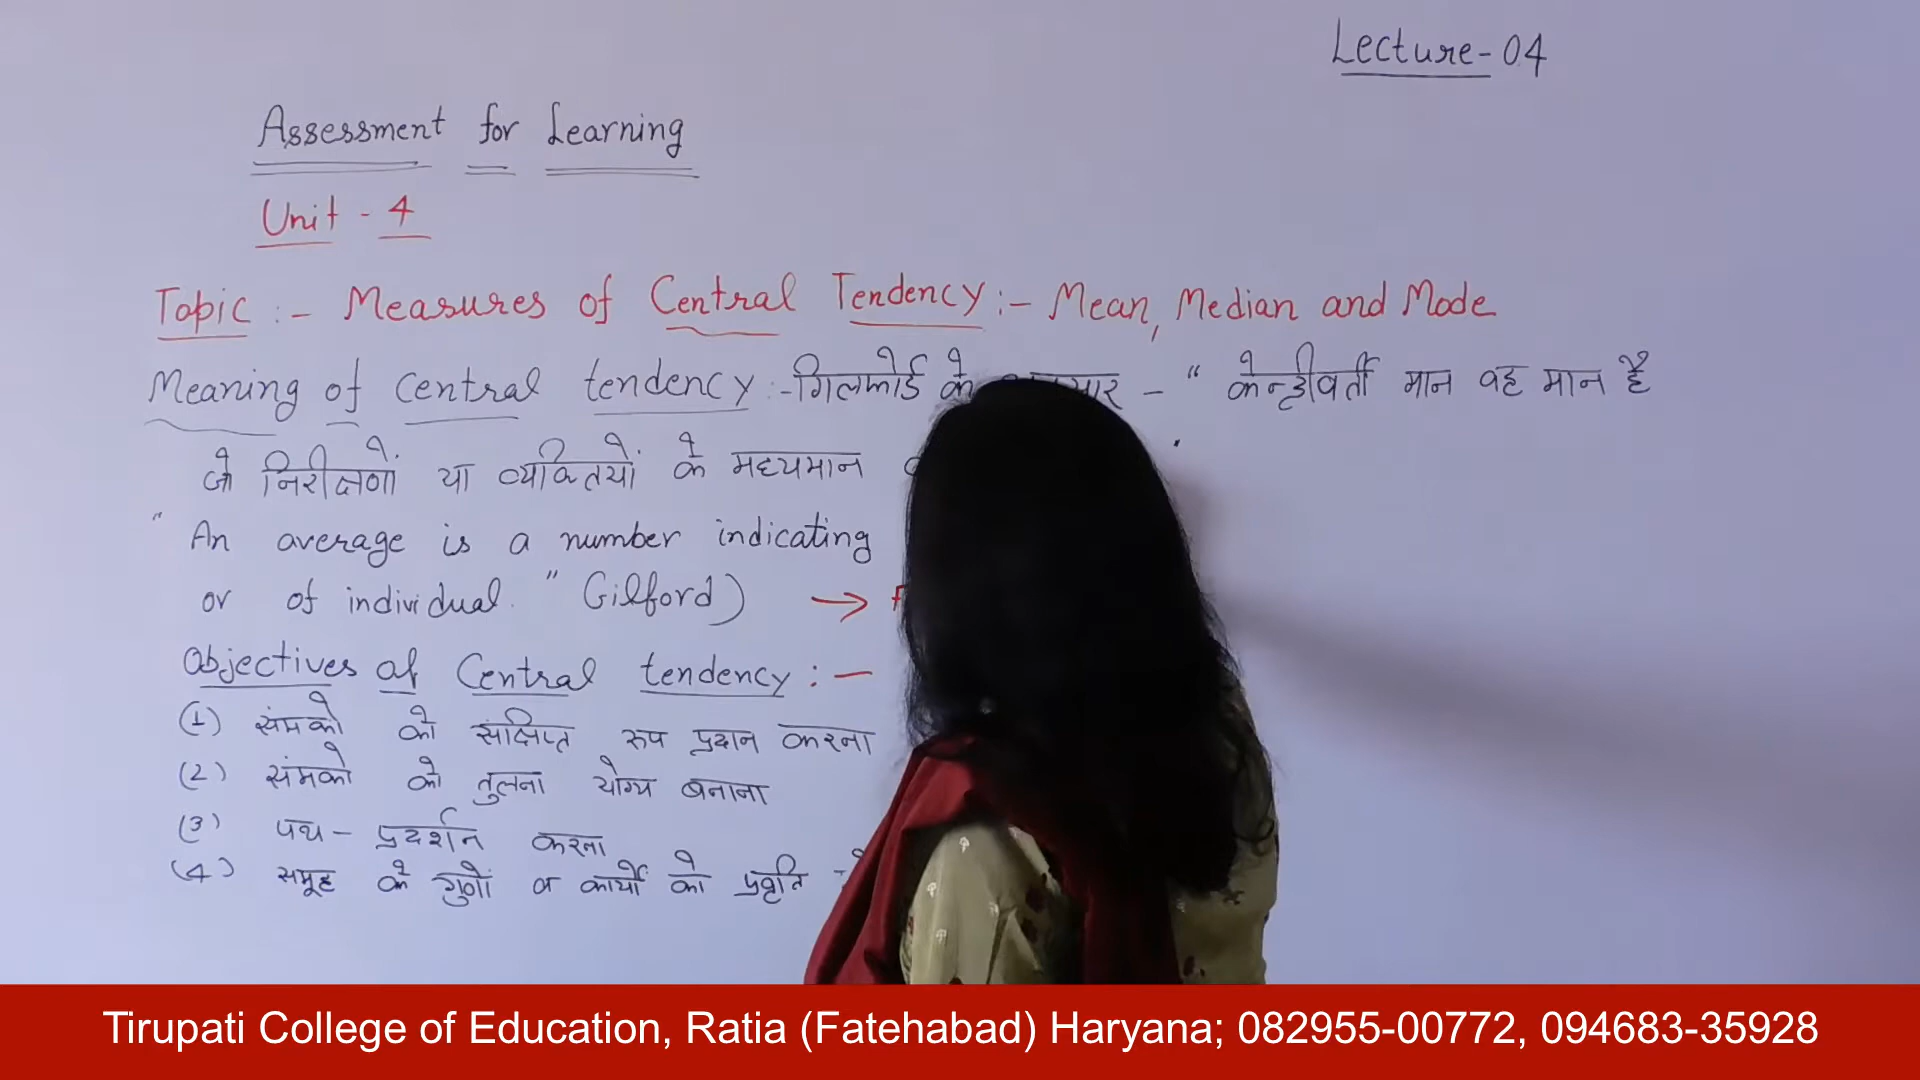 Lecture-04
Assessment for Learning
Unit - 4
Topic :- Measures of Central Tendency :- Mean, Median and Mode
Meaning of central tendency :- गिलफोर्ड के - “ केन्द्रीवर्ती मान वह मान है
जो निरीक्षणों या व्यक्तियों के मध्यमान
“ An average is a number indicating
or of individual. ” Gilford) →
Objectives of Central tendency : —
(1) संमको को संक्षिप्त रूप प्रदान करना
(2) संमको को तुलना योग्य बनाना
(3) पथ - प्रदर्शन करना
(4) समूह के गुणों व कार्यों को प्रवृति
Tirupati College of Education, Ratia (Fatehabad) Haryana; 082955-00772, 094683-35928